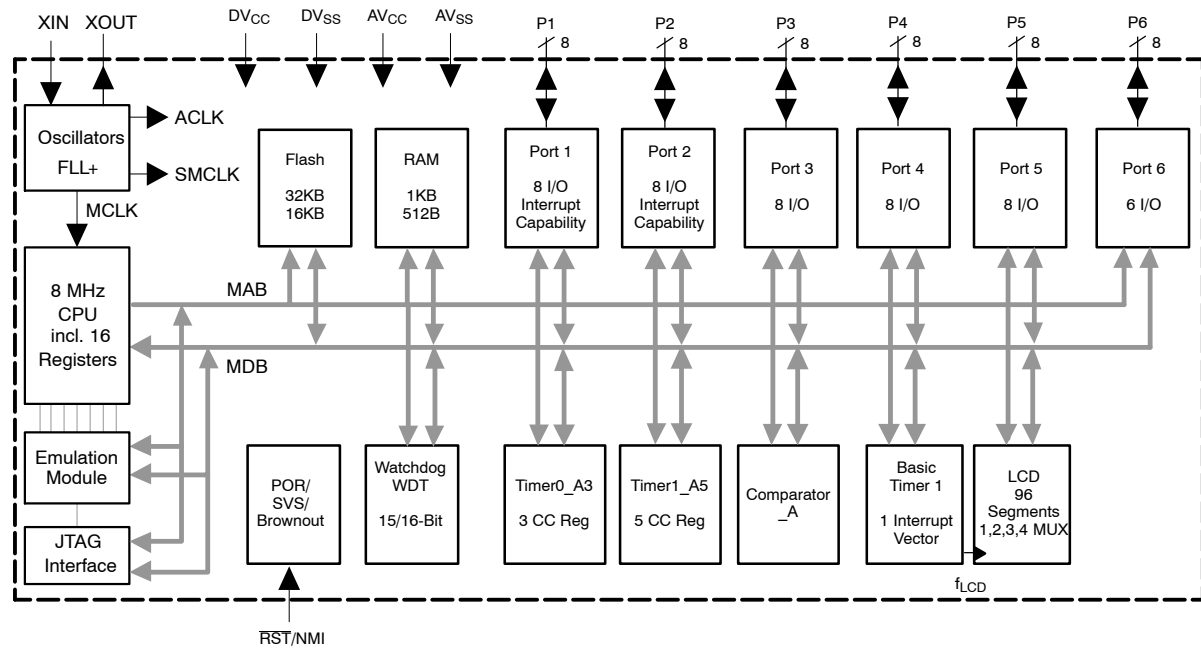 XIN XOUT DVCC DVSS AVCC AVSS P1 P2 P3 P4 P5 P6
8 8 8 8 8 8
Oscillators
FLL+
ACLK
SMCLK
MCLK
Flash
32KB
16KB
RAM
1KB
512B
Port 1
8 I/O
Interrupt
Capability
Port 2
8 I/O
Interrupt
Capability
Port 3
8 I/O
Port 4
8 I/O
Port 5
8 I/O
Port 6
6 I/O
8 MHz
CPU
incl. 16
Registers
MAB
MDB
Emulation
Module
JTAG
Interface
POR/
SVS/
Brownout
Watchdog
WDT
15/16-Bit
Timer0_A3
3 CC Reg
Timer1_A5
5 CC Reg
Comparator
_A
Basic
Timer 1
1 Interrupt
Vector
LCD
96
Segments
1,2,3,4 MUX
fLCD
RST/NMI